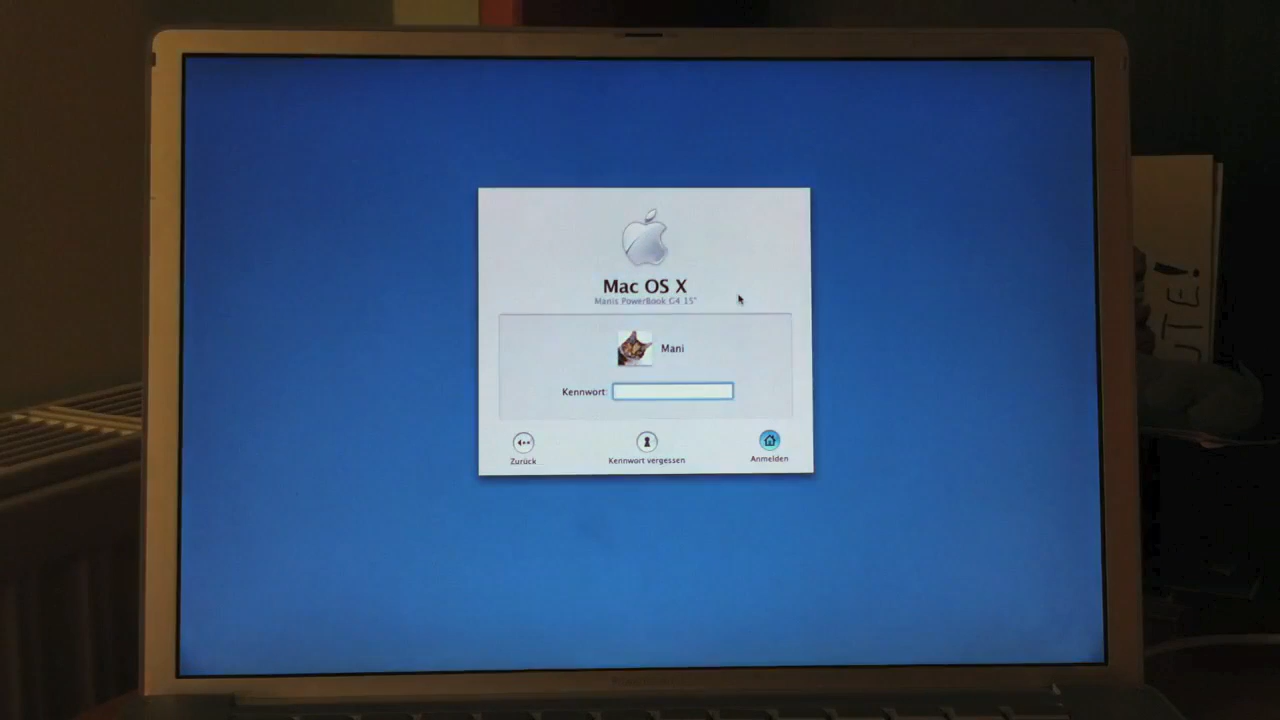 Mac OS X
Manis PowerBook G4 15"
Mani
Kennwort:
Zurück
Kennwort vergessen
Anmelden